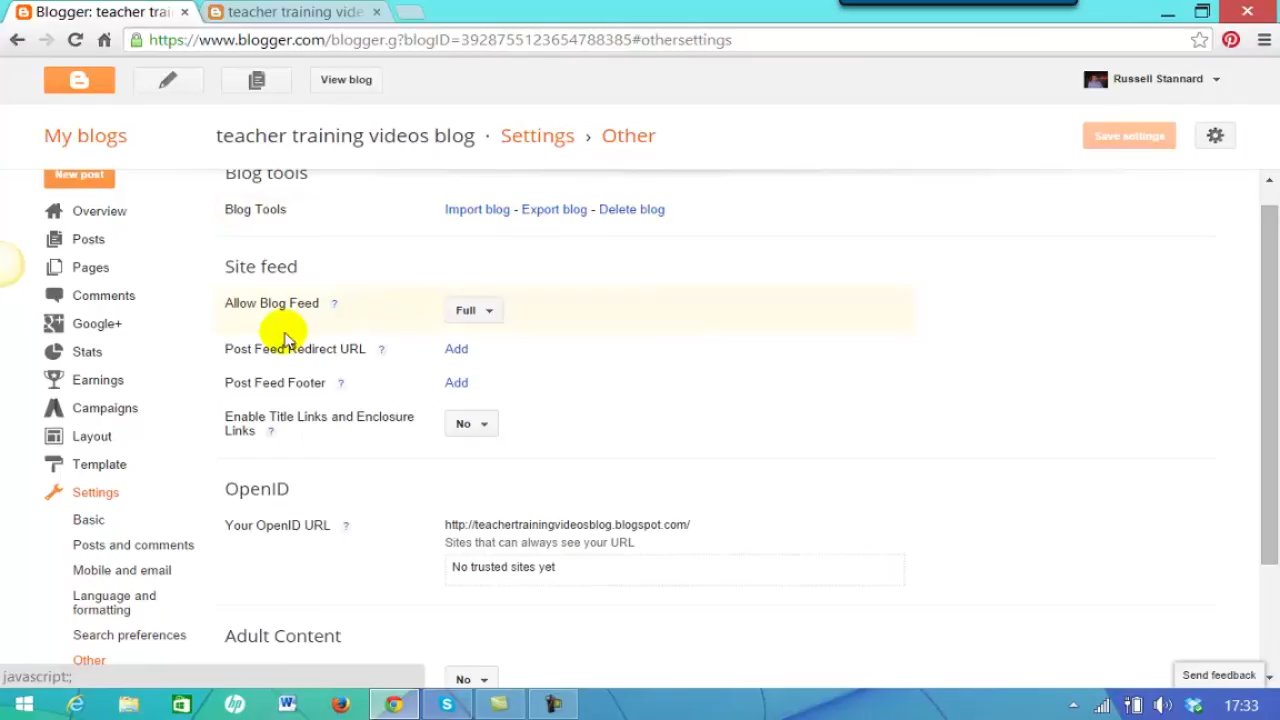 Blogger: teacher trai
teacher training vide
https://www.blogger.com/blogger.g?blogID=3928755123654788385#othersettings
View blog
Russell Stannard
My blogs
teacher training videos blog · Settings › Other
Save settings
New post
Overview
Posts
Pages
Comments
Google+
Stats
Earnings
Campaigns
Layout
Template
Settings
Basic
Posts and comments
Mobile and email
Language and
formatting
Search preferences
Other
Blog tools
Blog Tools
Import blog - Export blog - Delete blog
Site feed
Allow Blog Feed ?
Full
Post Feed Redirect URL ?
Add
Post Feed Footer ?
Add
Enable Title Links and Enclosure
Links ?
No
OpenID
Your OpenID URL ?
http://teachertrainingvideosblog.blogspot.com/
Sites that can always see your URL
No trusted sites yet
Adult Content
No
Send feedback
javascript:;
17:33